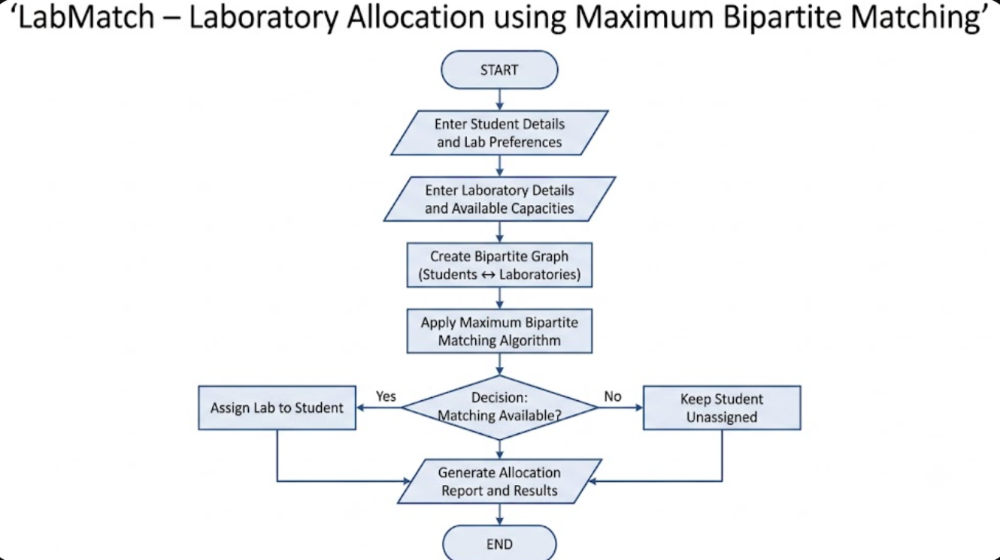 ‘LabMatch – Laboratory Allocation using Maximum Bipartite Matching’
START
Enter Student Details
and Lab Preferences
Enter Laboratory Details
and Available Capacities
Create Bipartite Graph
(Students ↔ Laboratories)
Apply Maximum Bipartite
Matching Algorithm
Decision:
Matching Available?
Yes
No
Assign Lab to Student
Keep Student
Unassigned
Generate Allocation
Report and Results
END